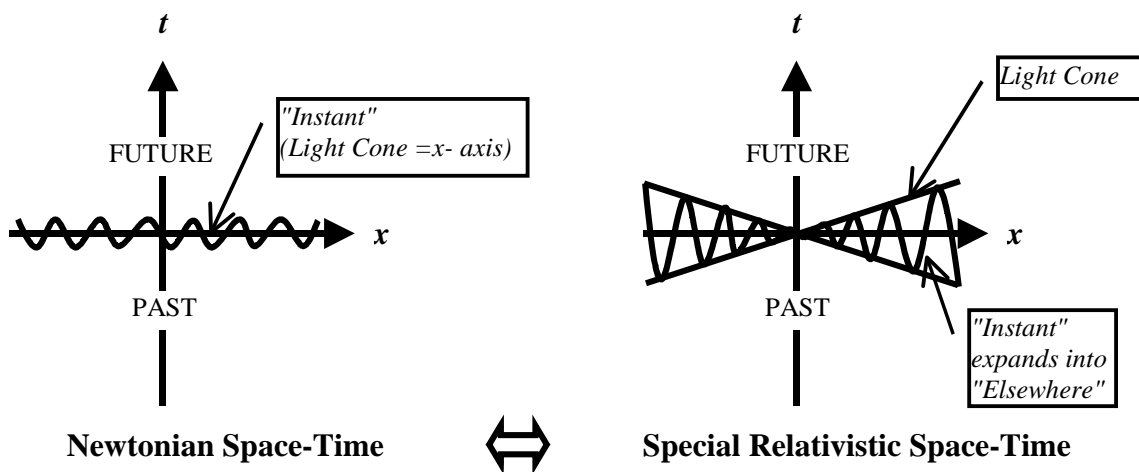 t
"Instant"
(Light Cone =x- axis)
FUTURE
x
PAST
Newtonian Space-Time
t
Light Cone
FUTURE
x
PAST
"Instant"
expands into
"Elsewhere"
Special Relativistic Space-Time